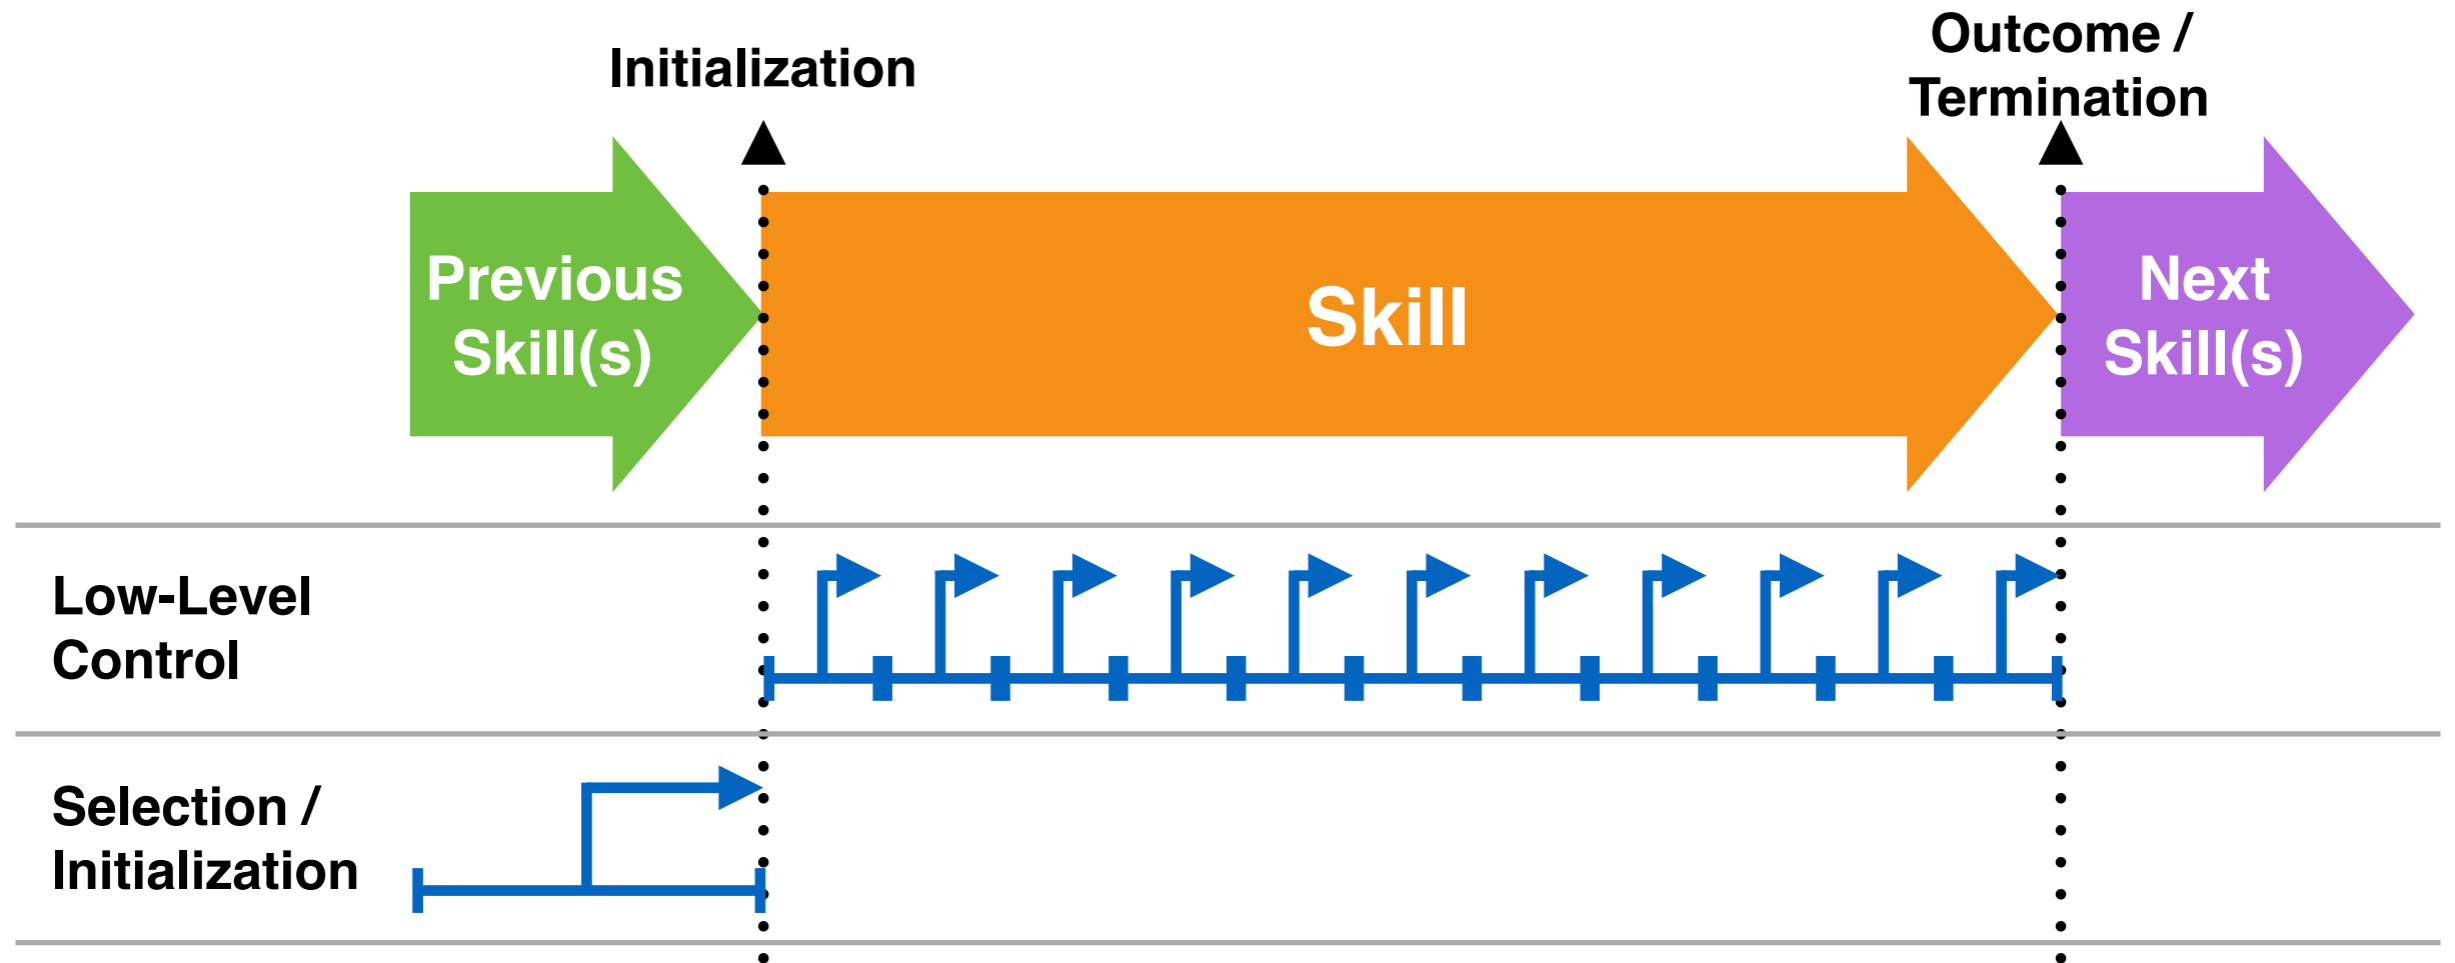 Initialization
Outcome /
Termination
Previous
Skill(s)
Skill
Next
Skill(s)
Low-Level
Control
Selection /
Initialization